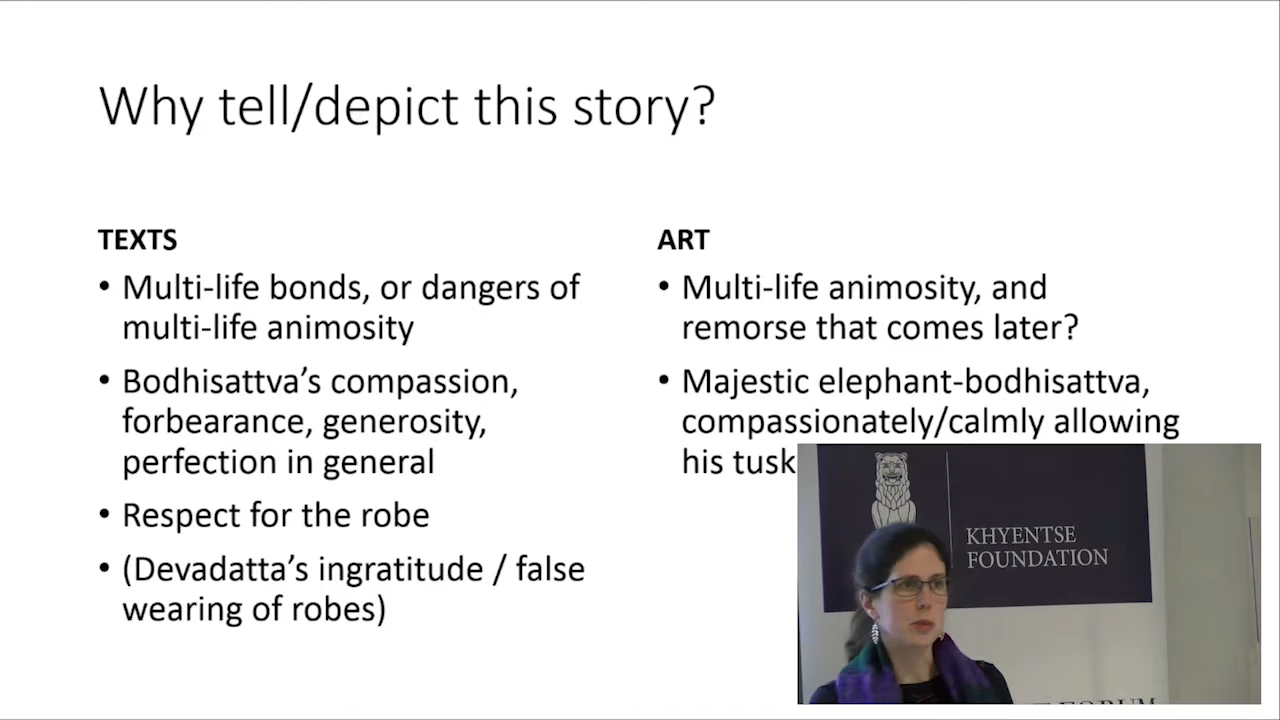 Why tell/depict this story?
TEXTS
• Multi-life bonds, or dangers of
multi-life animosity
• Bodhisattva’s compassion,
forbearance, generosity,
perfection in general
• Respect for the robe
• (Devadatta’s ingratitude / false
wearing of robes)
ART
• Multi-life animosity, and
remorse that comes later?
• Majestic elephant-bodhisattva,
compassionately/calmly allowing
his tusk
KHYENTSE
FOUNDATION
FORUM